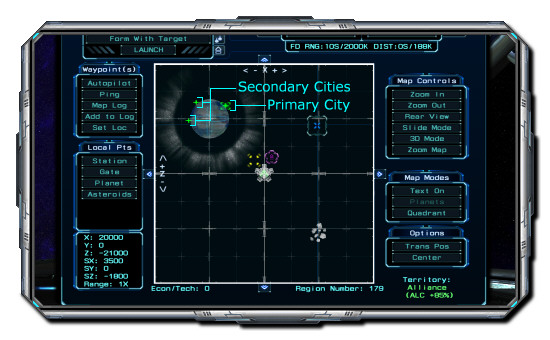 Form With Target
LAUNCH
FD RNG:10S/2000K DIST:0S/188K
Waypoint(s)
Autopilot
Ping
Map Log
Add to Log
Set Loc
Local Pts
Station
Gate
Planet
Asteroids
X: 20000
Y: 0
Z: -21000
SX: 3500
SY: 0
SZ: -1800
Range: 1X
< - X + >
< - Z + >
Secondary Cities
Primary City
Econ/Tech: 0
Region Number: 179
Map Controls
Zoom In
Zoom Out
Rear View
Slide Mode
3D Mode
Zoom Map
Map Modes
Text On
Planets
Quadrant
Options
Trans Pos
Center
Territory:
Alliance
(ALC +85%)